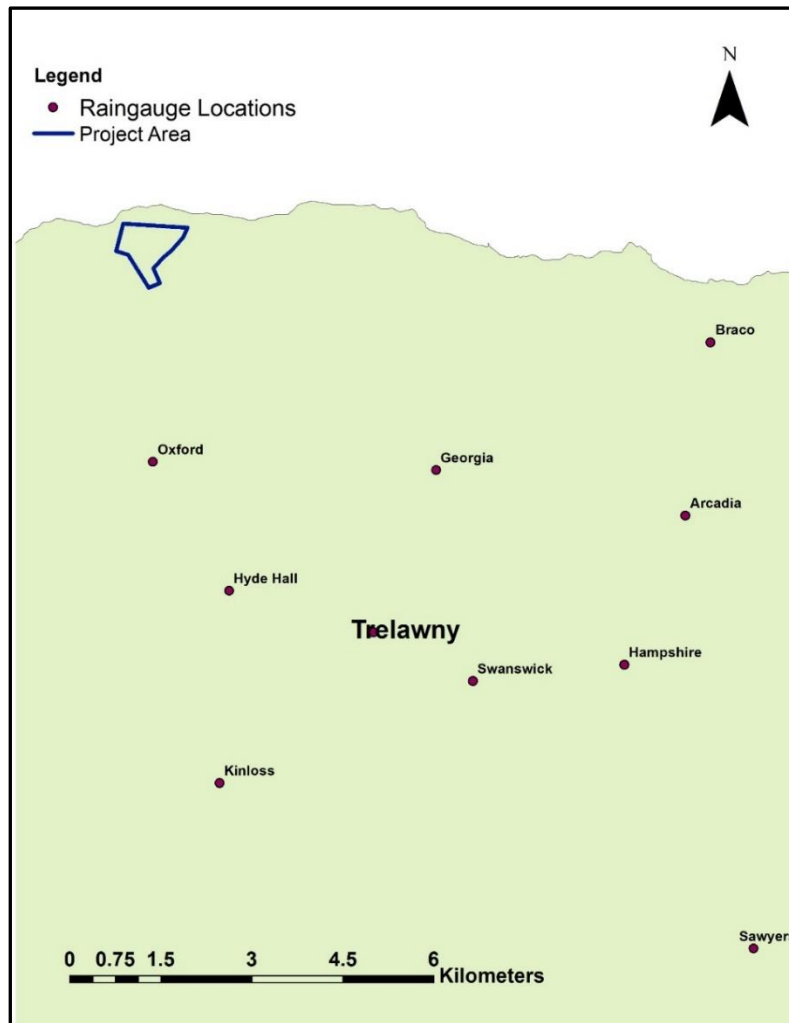 N
Legend
Raingauge Locations
Project Area
Braco
Oxford
Georgia
Arcadia
Hyde Hall
Trelawny
Hampshire
Swanswick
Kinloss
Sawyers
0 0.75 1.5 3 4.5 6
Kilometers